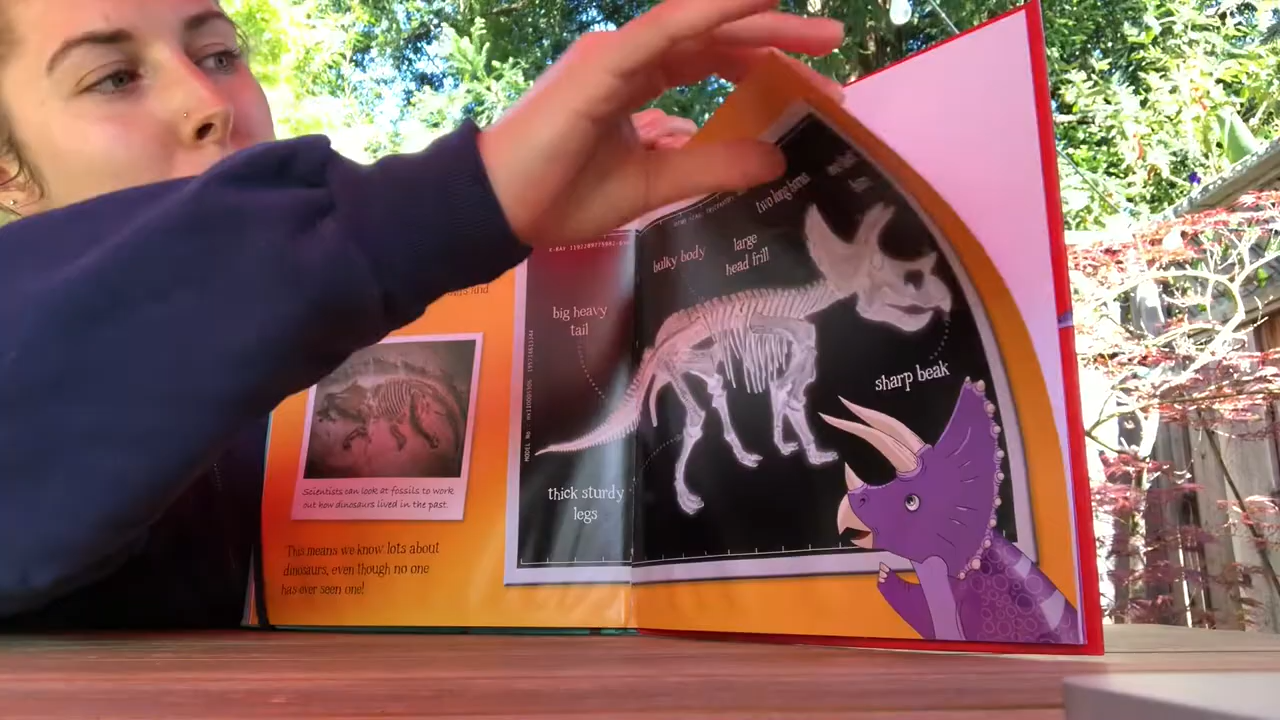 Scientists can look at fossils to work
out how dinosaurs lived in the past.
This means we know lots about
dinosaurs, even though no one
has ever seen one!
big heavy
tail
thick sturdy
legs
bulky body
large
head frill
two long horns
sharp beak